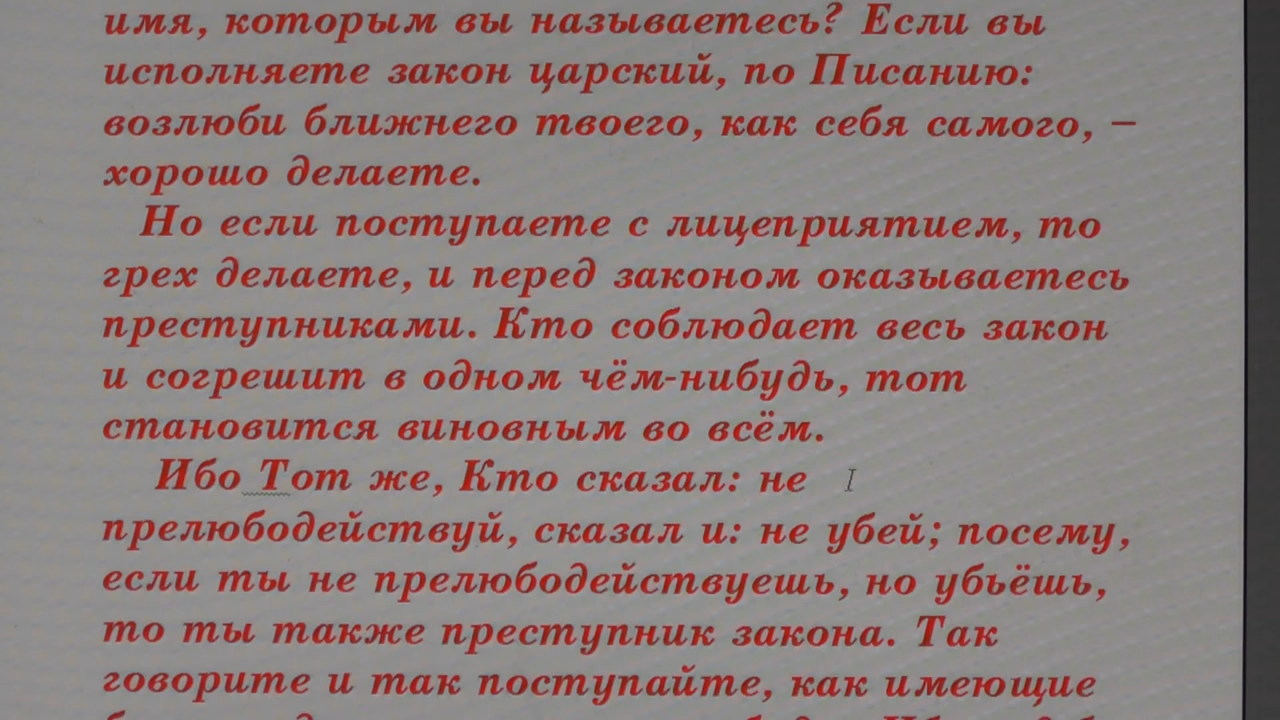 имя, которым вы называетесь? Если вы
исполняете закон царский, по Писанию:
возлюби ближнего твоего, как себя самого, –
хорошо делаете.
Но если поступаете с лицеприятием, то
грех делаете, и перед законом оказываетесь
преступниками. Кто соблюдает весь закон
и согрешит в одном чём-нибудь, тот
становится виновным во всём.
Ибо Тот же, Кто сказал: не
прелюбодействуй, сказал и: не убей; посему,
если ты не прелюбодействуешь, но убьёшь,
то ты также преступник закона. Так
говорите и так поступайте, как имеющие